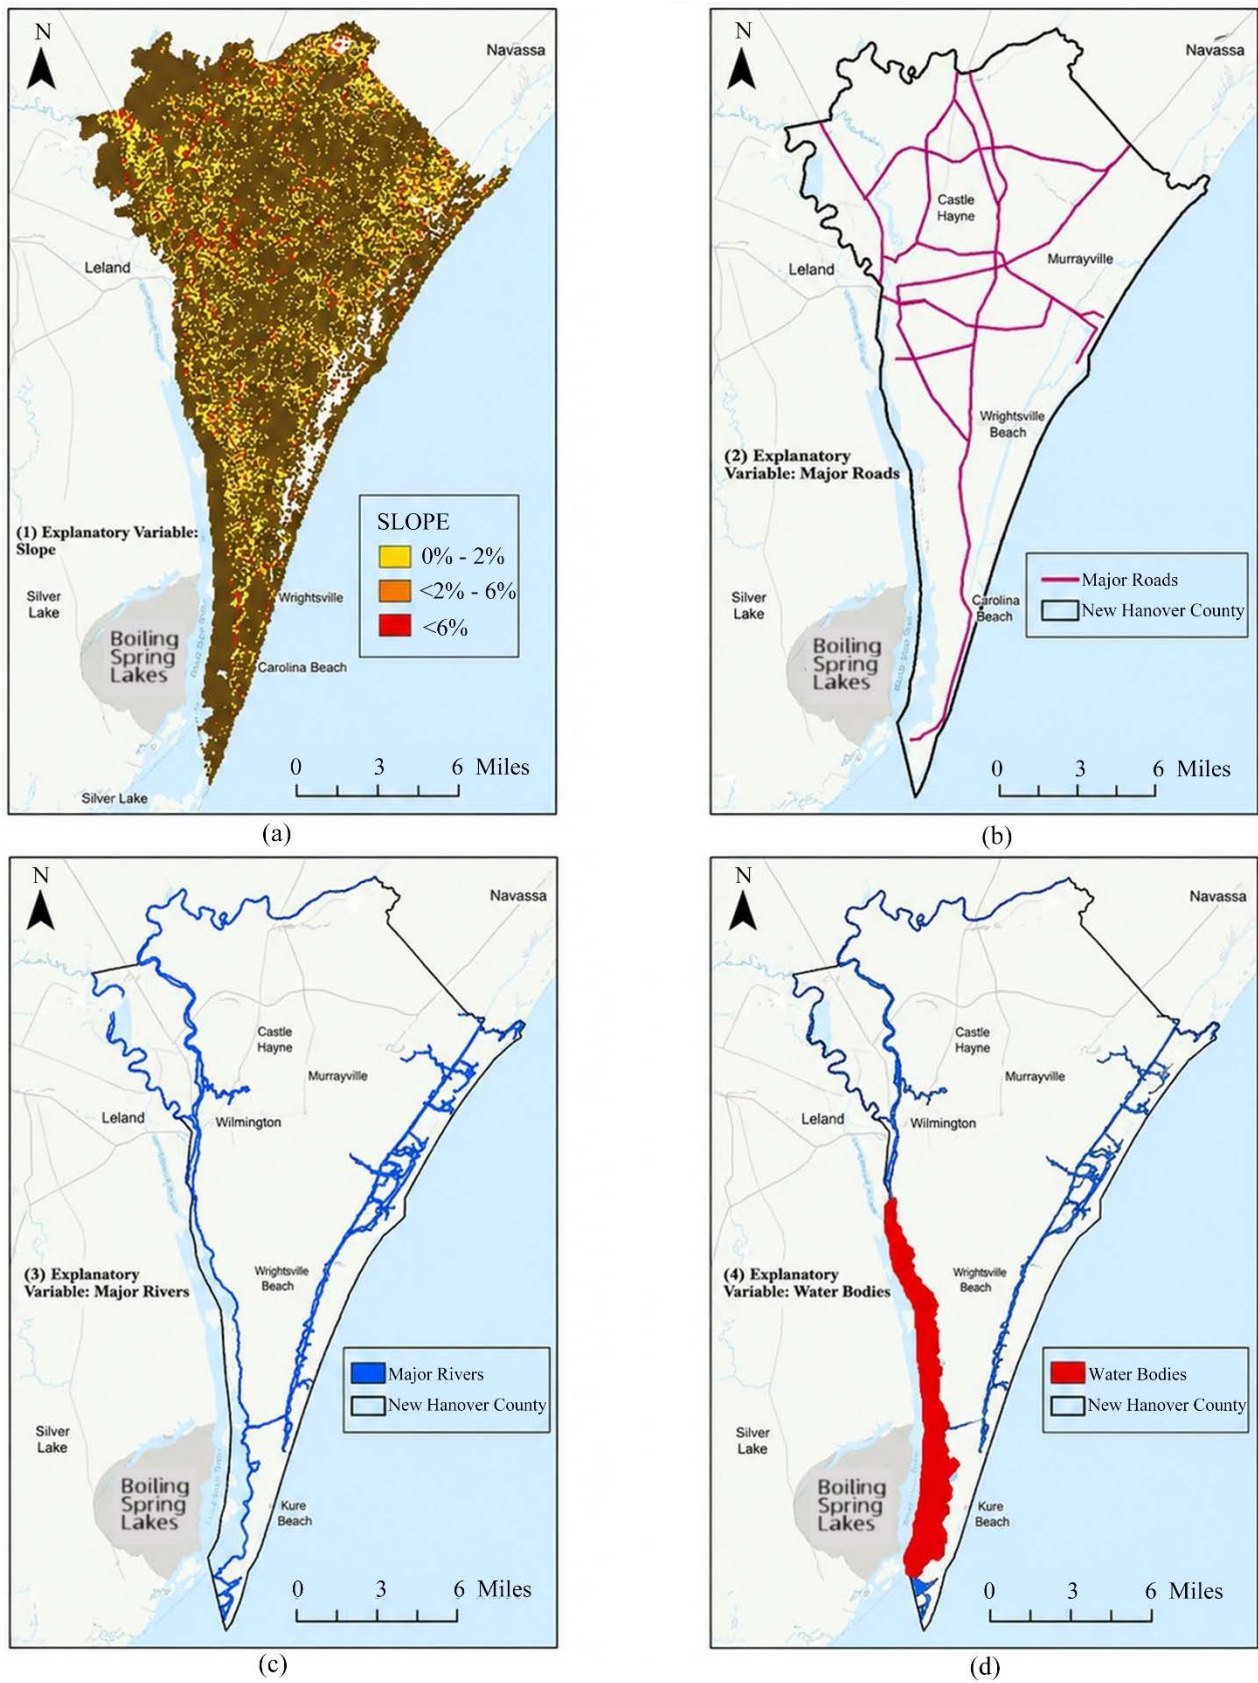 N
Navassa
Leland
(1) Explanatory Variable:
Slope
SLOPE
0% - 2%
<2% - 6%
<6%
Silver
Lake
Wrightsville
Boiling
Spring
Lakes
Carolina Beach
0 3 6 Miles
Silver Lake
(a)
N
Navassa
Castle
Hayne
Murrayville
Leland
Wrightsville
Beach
(2) Explanatory
Variable: Major Roads
Major Roads
New Hanover County
Silver
Lake
Carolina
Beach
Boiling
Spring
Lakes
0 3 6 Miles
(b)
N
Navassa
Castle
Hayne
Murrayville
Leland
Wilmington
(3) Explanatory
Variable: Major Rivers
Wrightsville
Beach
Major Rivers
New Hanover County
Silver
Lake
Boiling
Spring
Lakes
Kure
Beach
0 3 6 Miles
(c)
N
Navassa
Castle
Hayne
Murrayville
Leland
Wilmington
(4) Explanatory
Variable: Water Bodies
Wrightsville
Beach
Water Bodies
New Hanover County
Silver
Lake
Boiling
Spring
Lakes
Kure
Beach
0 3 6 Miles
(d)